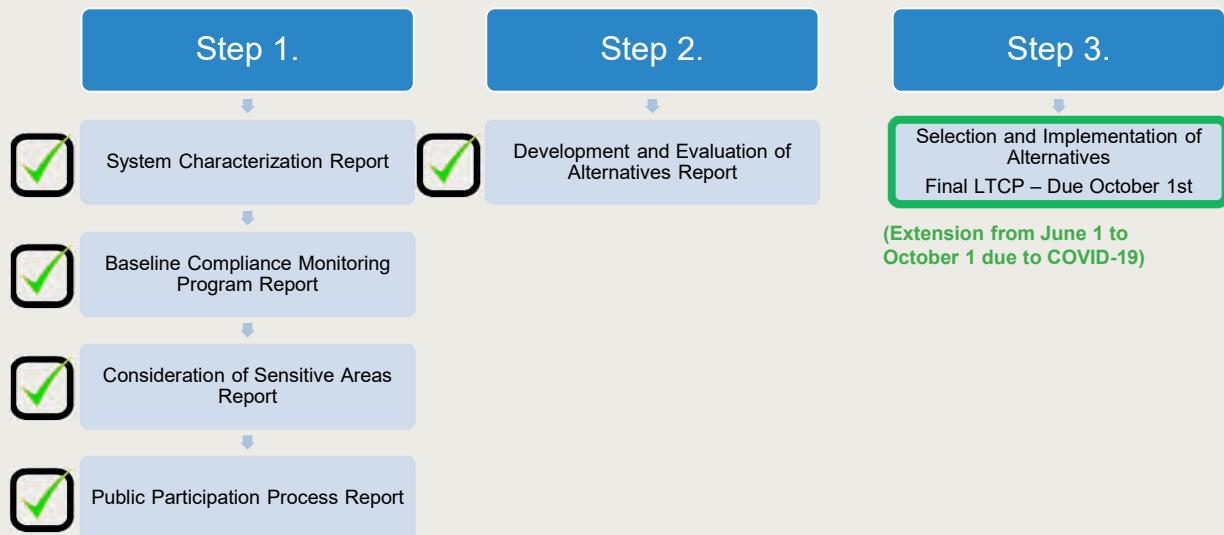 Step 1.
System Characterization Report
Baseline Compliance Monitoring
Program Report
Consideration of Sensitive Areas
Report
Public Participation Process Report
Step 2.
Development and Evaluation of
Alternatives Report
Step 3.
Selection and Implementation of
Alternatives
Final LTCP – Due October 1st
(Extension from June 1 to
October 1 due to COVID-19)